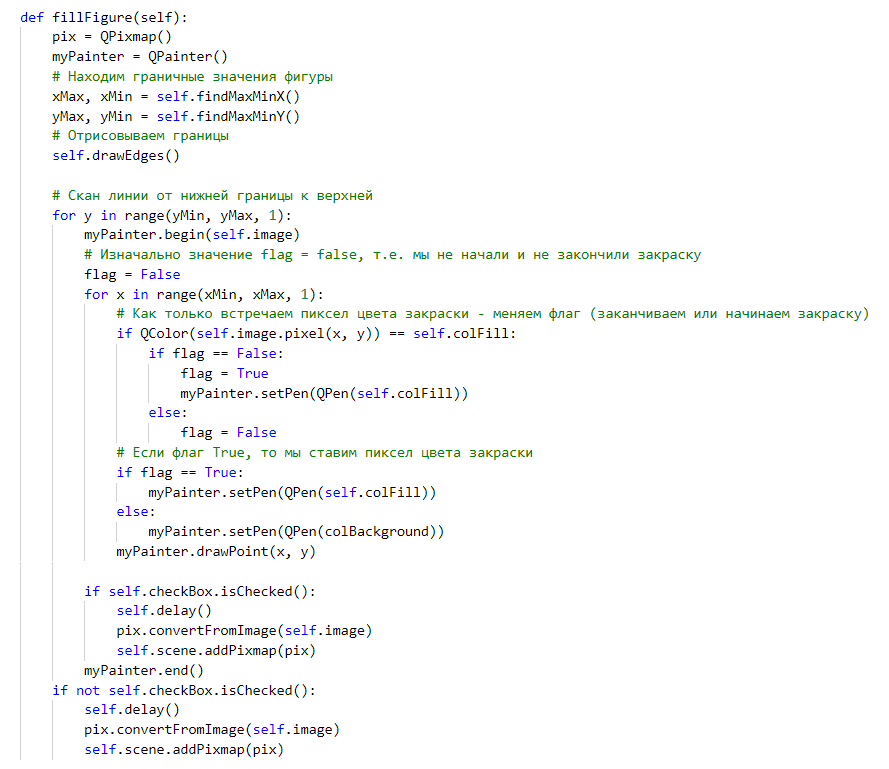 def fillFigure(self):
    pix = QPixmap()
    myPainter = QPainter()
    # Находим граничные значения фигуры
    xMax, xMin = self.findMaxMinX()
    yMax, yMin = self.findMaxMinY()
    # Отрисовываем границы
    self.drawEdges()

    # Скан линии от нижней границы к верхней
    for y in range(yMin, yMax, 1):
        myPainter.begin(self.image)
        # Изначально значение flag = false, т.е. мы не начали и не закончили закраску
        flag = False
        for x in range(xMin, xMax, 1):
            # Как только встречаем пиксел цвета закраски - меняем флаг (заканчиваем или начинаем закраску)
            if QColor(self.image.pixel(x, y)) == self.colFill:
                if flag == False:
                    flag = True
                    myPainter.setPen(QPen(self.colFill))
                else:
                    flag = False
            # Если флаг True, то мы ставим пиксел цвета закраски
            if flag == True:
                myPainter.setPen(QPen(self.colFill))
            else:
                myPainter.setPen(QPen(colBackground))
            myPainter.drawPoint(x, y)

        if self.checkBox.isChecked():
            self.delay()
            pix.convertFromImage(self.image)
            self.scene.addPixmap(pix)
        myPainter.end()
    if not self.checkBox.isChecked():
        self.delay()
        pix.convertFromImage(self.image)
        self.scene.addPixmap(pix)